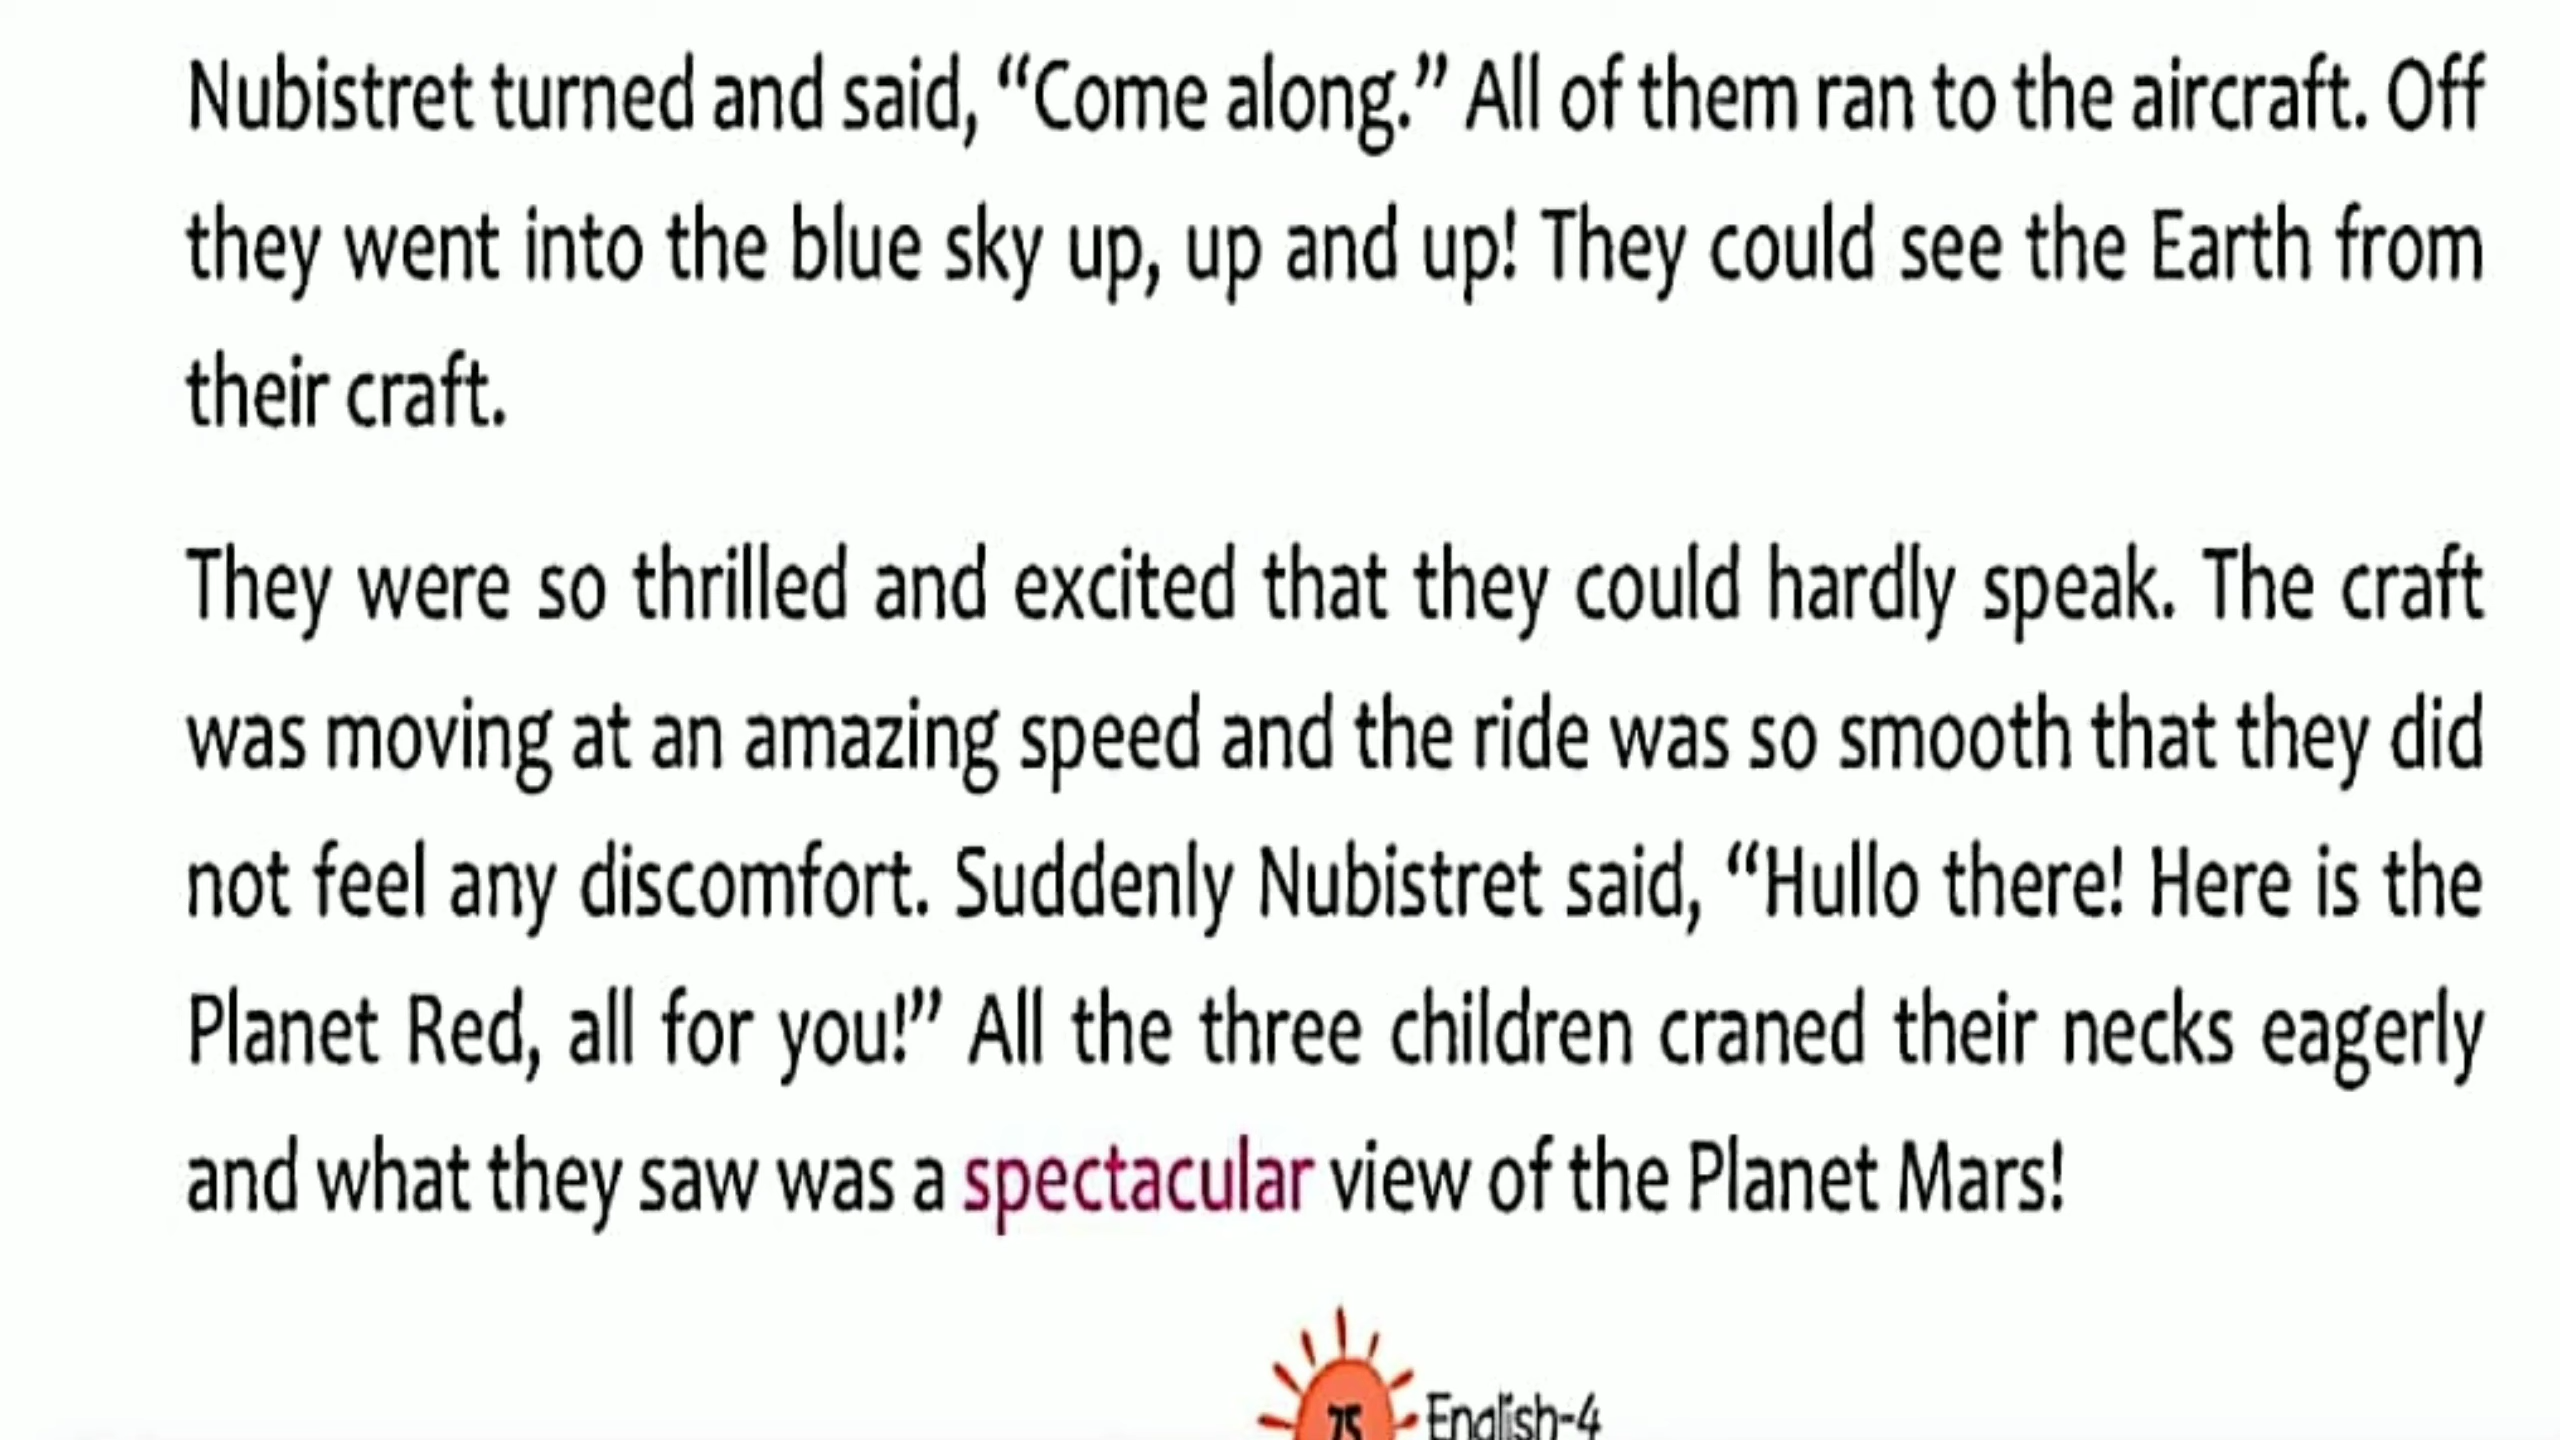 Nubistret turned and said, “Come along.” All of them ran to the aircraft. Off
they went into the blue sky up, up and up! They could see the Earth from
their craft.
They were so thrilled and excited that they could hardly speak. The craft
was moving at an amazing speed and the ride was so smooth that they did
not feel any discomfort. Suddenly Nubistret said, “Hullo there! Here is the
Planet Red, all for you!” All the three children craned their necks eagerly
and what they saw was a spectacular view of the Planet Mars!
75 English-4